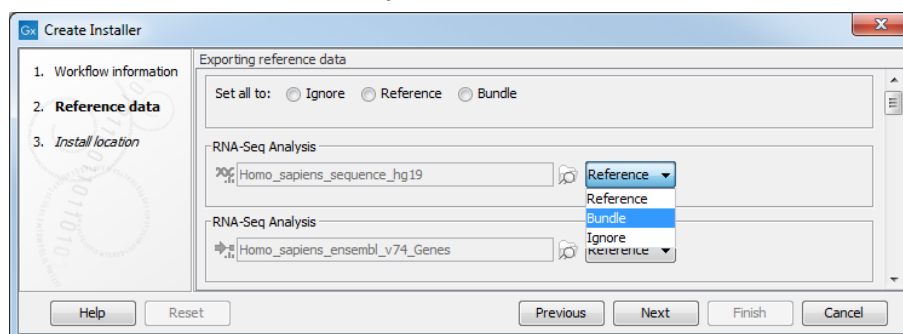 Gx Create Installer
1. Workflow information
2. Reference data
3. Install location
Exporting reference data
Set all to: Ignore Reference Bundle
RNA-Seq Analysis
Homo_sapiens_sequence_hg19 Reference
Reference
Bundle
Ignore
RNA-Seq Analysis
Homo_sapiens_ensembl_v74_Genes Reference
Help Reset Previous Next Finish Cancel